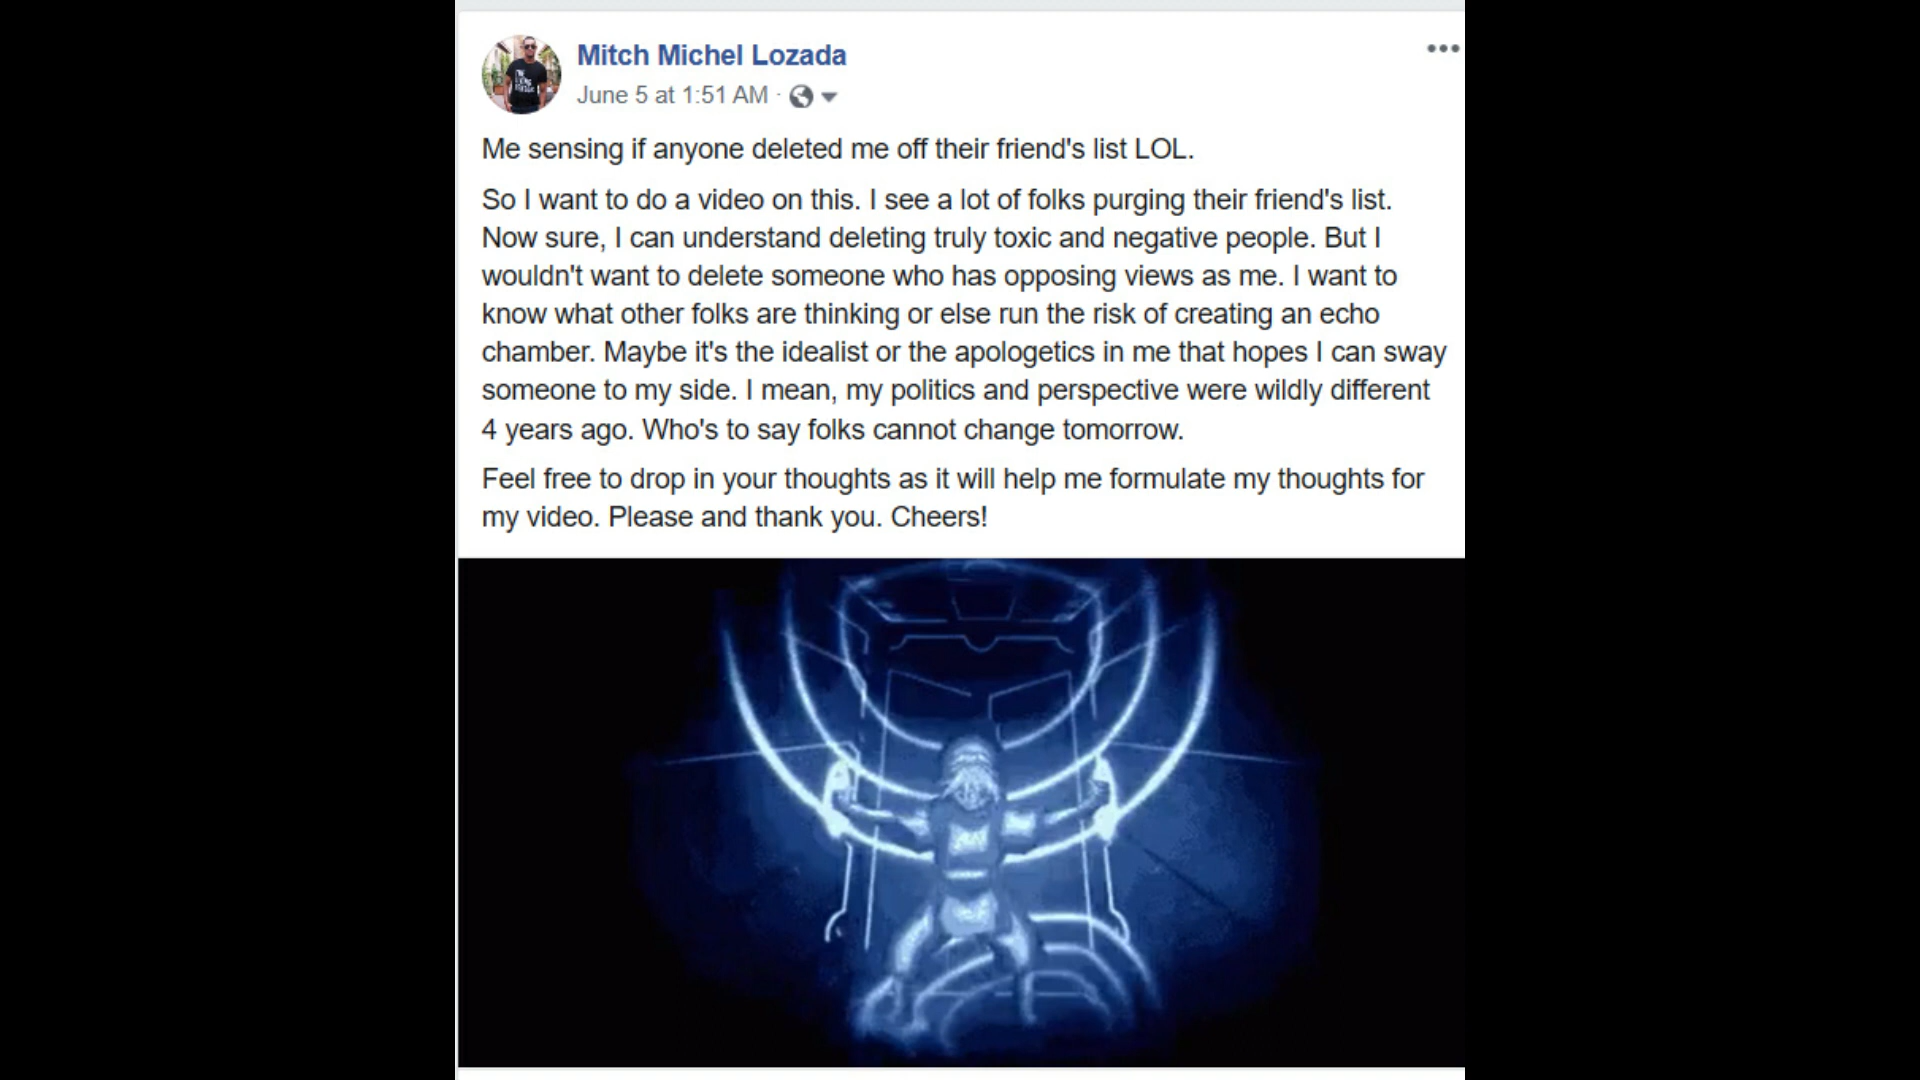 Mitch Michel Lozada
June 5 at 1:51 AM ·
Me sensing if anyone deleted me off their friend's list LOL.
So I want to do a video on this. I see a lot of folks purging their friend's list.
Now sure, I can understand deleting truly toxic and negative people. But I
wouldn't want to delete someone who has opposing views as me. I want to
know what other folks are thinking or else run the risk of creating an echo
chamber. Maybe it's the idealist or the apologetics in me that hopes I can sway
someone to my side. I mean, my politics and perspective were wildly different
4 years ago. Who's to say folks cannot change tomorrow.
Feel free to drop in your thoughts as it will help me formulate my thoughts for
my video. Please and thank you. Cheers!